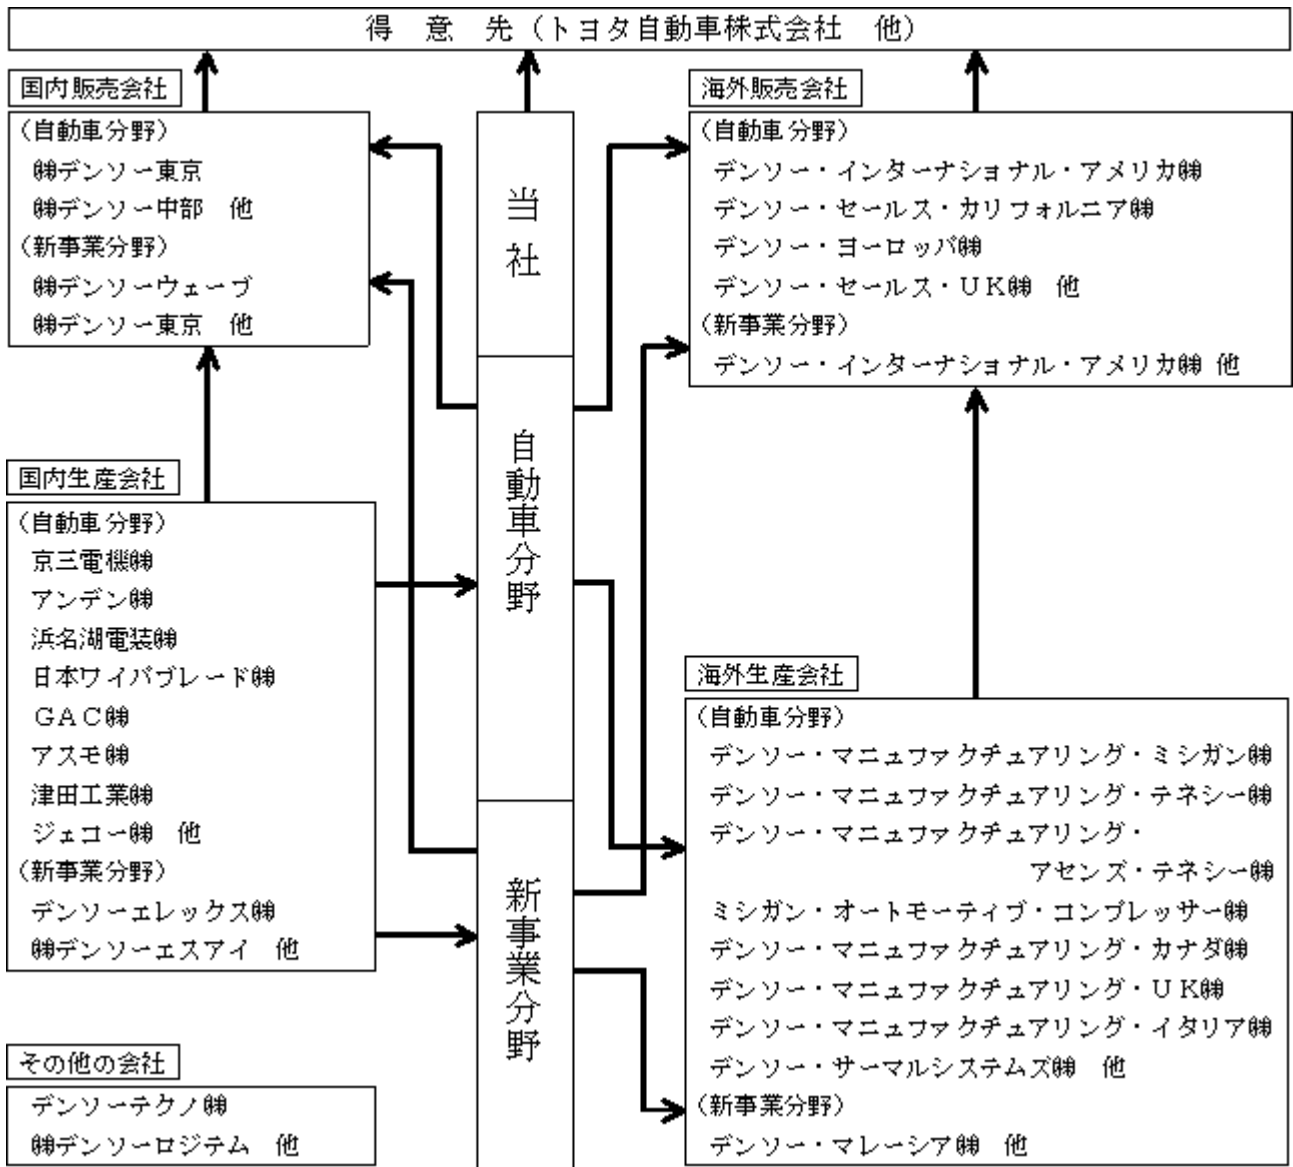 得 意 先（トヨタ自動車株式会社　他）
国内販売会社
（自動車分野）
㈱デンソー東京
㈱デンソー中部　他
（新事業分野）
㈱デンソーウェーブ
㈱デンソー東京　他
国内生産会社
（自動車分野）
京三電機㈱
アンデン㈱
浜名湖電装㈱
日本ワイパブレード㈱
ＧＡＣ㈱
アスモ㈱
津田工業㈱
ジェコー㈱　他
（新事業分野）
デンソーエレックス㈱
㈱デンソーエスアイ　他
その他の会社
デンソーテクノ㈱
㈱デンソーロジテム　他
当社
自動車分野
新事業分野
海外販売会社
（自動車分野）
デンソー・インターナショナル・アメリカ㈱
デンソー・セールス・カリフォルニア㈱
デンソー・ヨーロッパ㈱
デンソー・セールス・ＵＫ㈱　他
（新事業分野）
デンソー・インターナショナル・アメリカ㈱ 他
海外生産会社
（自動車分野）
デンソー・マニュファクチュアリング・ミシガン㈱
デンソー・マニュファクチュアリング・テネシー㈱
デンソー・マニュファクチュアリング・
アセンズ・テネシー㈱
ミシガン・オートモーティブ・コンプレッサー㈱
デンソー・マニュファクチュアリング・カナダ㈱
デンソー・マニュファクチュアリング・ＵＫ㈱
デンソー・マニュファクチュアリング・イタリア㈱
デンソー・サーマルシステムズ㈱　他
（新事業分野）
デンソー・マレーシア㈱　他